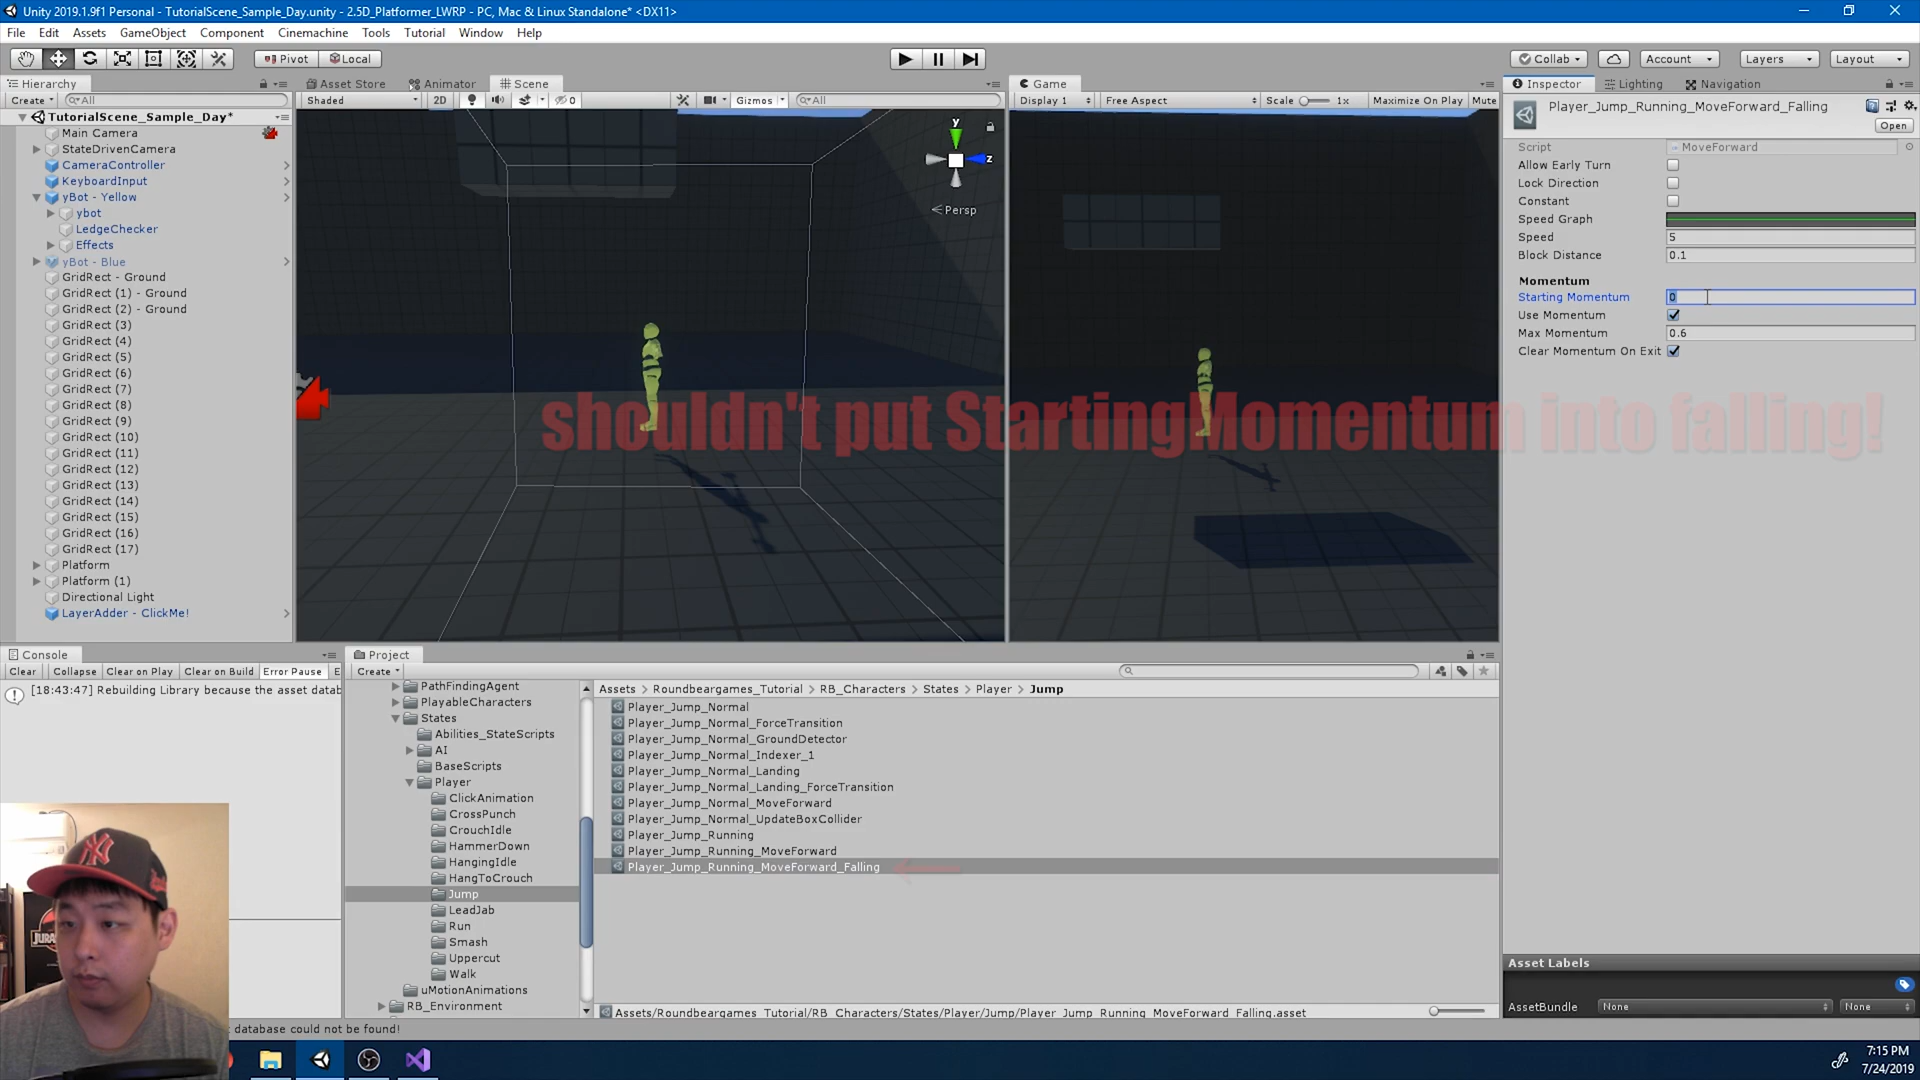 Unity 2019.1.9f1 Personal - TutorialScene_Sample_Day.unity - 2.5D_Platformer_LWRP - PC, Mac & Linux Standalone* <DX11>
File Edit Assets GameObject Component Cinemachine Tools Tutorial Window Help
Pivot Local Collab Account Layers Layout
Hierarchy Asset Store Animator Scene Game Inspector Lighting Navigation
Create All Shaded 2D 0 Gizmos All Display 1 Free Aspect Scale 1x Maximize On Play Mute
Player_Jump_Running_MoveForward_Falling
Open
TutorialScene_Sample_Day*
Main Camera
StateDrivenCamera
CameraController
KeyboardInput
yBot - Yellow
ybot
LedgeChecker
Effects
yBot - Blue
GridRect - Ground
GridRect (1) - Ground
GridRect (2) - Ground
GridRect (3)
GridRect (4)
GridRect (5)
GridRect (6)
GridRect (7)
GridRect (8)
GridRect (9)
GridRect (10)
GridRect (11)
GridRect (12)
GridRect (13)
GridRect (14)
GridRect (15)
GridRect (16)
GridRect (17)
Platform
Platform (1)
Directional Light
LayerAdder - ClickMe!
y
z
Persp
shouldn't put StartingMomentum into falling!
Script MoveForward
Allow Early Turn
Lock Direction
Constant
Speed Graph
Speed 5
Block Distance 0.1
Momentum
Starting Momentum 0
Use Momentum
Max Momentum 0.6
Clear Momentum On Exit
Console
Clear Collapse Clear on Play Clear on Build Error Pause E
[18:43:47] Rebuilding Library because the asset datab
database could not be found!
Project
Create
PathFindingAgent
PlayableCharacters
States
Abilities_StateScripts
AI
BaseScripts
Player
ClickAnimation
CrossPunch
CrouchIdle
HammerDown
HangingIdle
HangToCrouch
Jump
LeadJab
Run
Smash
Uppercut
Walk
uMotionAnimations
RB_Environment
Assets > Roundbeargames_Tutorial > RB_Characters > States > Player > Jump
Player_Jump_Normal
Player_Jump_Normal_ForceTransition
Player_Jump_Normal_GroundDetector
Player_Jump_Normal_Indexer_1
Player_Jump_Normal_Landing
Player_Jump_Normal_Landing_ForceTransition
Player_Jump_Normal_MoveForward
Player_Jump_Normal_UpdateBoxCollider
Player_Jump_Running
Player_Jump_Running_MoveForward
Player_Jump_Running_MoveForward_Falling
Assets/Roundbeargames_Tutorial/RB_Characters/States/Player/Jump/Player_Jump_Running_MoveForward_Falling.asset
Asset Labels
AssetBundle None None
7:15 PM
7/24/2019